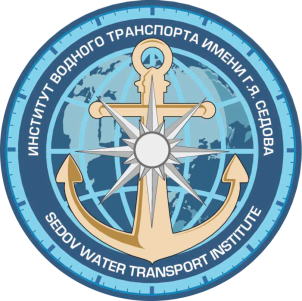 ИНСТИТУТ ВОДНОГО ТРАНСПОРТА ИМЕНИ Г.Я. СЕДОВА
SEDOV WATER TRANSPORT INSTITUTE